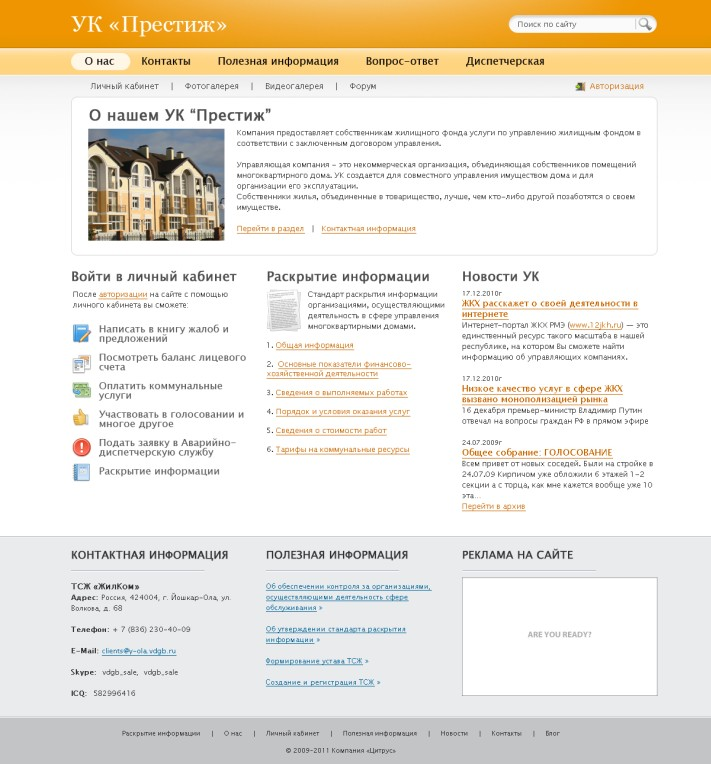 УК «Престиж»
Поиск по сайту
О нас
Контакты
Полезная информация
Вопрос-ответ
Диспетчерская
Личный кабинет | Фотогалерея | Видеогалерея | Форум
Авторизация
О нашем УК “Престиж”
Компания предоставляет собственникам жилищного фонда услуги по управлению жилищным фондом в
соответствии с заключенным договором управления.
Управляющая компания – это некоммерческая организация, объединяющая собственников помещений
многоквартирного дома. УК создается для совместного управления имуществом дома и для
организации его эксплуатации.
Собственники жилья, объединенные в товарищество, лучше, чем кто-либо другой позаботятся о своем
имуществе.
Перейти в раздел | Контактная информация
Войти в личный кабинет
После авторизации на сайте с помощью
личного кабинета вы сможете:
Написать в книгу жалоб и
предложений
Посмотреть баланс лицевого
счета
Оплатить коммунальные
услуги
Участвовать в голосовании и
многое другое
Подать заявку в Аварийно-
диспетчерскую службу
Раскрытие информации
Раскрытие информации
Стандарт раскрытия информации
организациями, осуществляющими
деятельность в сфере управления
многоквартирными домами.
1. Общая информация
2. Основные показатели финансово-
хозяйственной деятельности
3. Сведения о выполняемых работах
4. Порядок и условия оказания услуг
5. Сведения о стоимости работ
6. Тарифы на коммунальные ресурсы
Новости УК
17.12.2010г
ЖКХ расскажет о своей деятельности в
интернете
Интернет-портал ЖКХ РМЭ (www.12jkh.ru) — это
единственный ресурс такого масштаба в нашей
республике, на котором Вы сможете найти
информацию об управляющих компаниях.
17.12.2010г
Низкое качество услуг в сфере ЖКХ
вызвано монополизацией рынка
16 декабря премьер-министр Владимир Путин
отвечал на вопросы граждан РФ в прямом эфире
24.07.2009г
Общее собрание: ГОЛОСОВАНИЕ
Всем привет от новых соседей. Были на стройке в
24.07.09 Кирпичом уже обложили 6 этажей 1-2
секции а с торца, как мне кажется вообще уже 10
эта...
Перейти в архив
КОНТАКТНАЯ ИНФОРМАЦИЯ
ТСЖ «ЖилКом»
Адрес: Россия, 424004, г. Йошкар-Ола, ул.
Волкова, д. 68
Телефон: + 7 (836) 230-40-09
E-Mail: clients@y-ola.vdgb.ru
Skype: vdgb_sale, vdgb_sale
ICQ: 582996416
ПОЛЕЗНАЯ ИНФОРМАЦИЯ
Об обеспечении контроля за организациями,
осуществляющими деятельность сфере
обслуживания »
Об утверждении стандарта раскрытия
информации »
Формирование устава ТСЖ »
Создание и регистрация ТСЖ »
РЕКЛАМА НА САЙТЕ
ARE YOU READY?
Раскрытие информации | О нас | Личный кабинет | Полезная информация | Новости | Контакты | Блог
© 2009-2011 Компания «Цитрус»